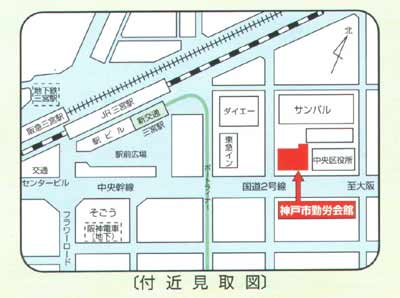 北
地下鉄
三宮駅
阪急三宮駅
JR三宮駅
駅ビル
新交通
三宮駅
ダイエー
サンパル
東急イン
中央区役所
交通
センタービル
駅前広場
中央幹線
ポートライナー
国道2号線
至大阪
フラワーロード
そごう
阪神電車
(地下)
神戸市勤労会館
〔付近見取図〕